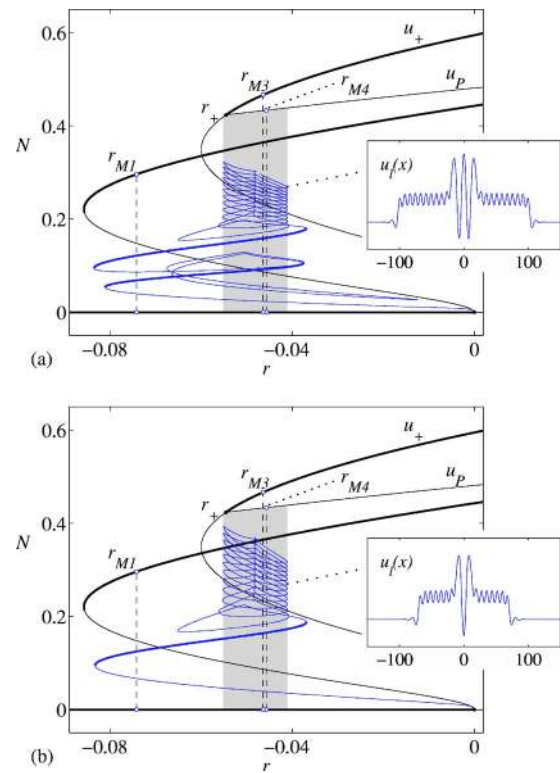 0.6
0.4
0.2
0
N
u+
rM3
rM4
r+
uP
rM1
ul(x)
−100 0 100
−0.08 −0.04 0
r
(a)
0.6
0.4
0.2
0
N
u+
rM3
rM4
r+
uP
rM1
ul(x)
−100 0 100
−0.08 −0.04 0
r
(b)